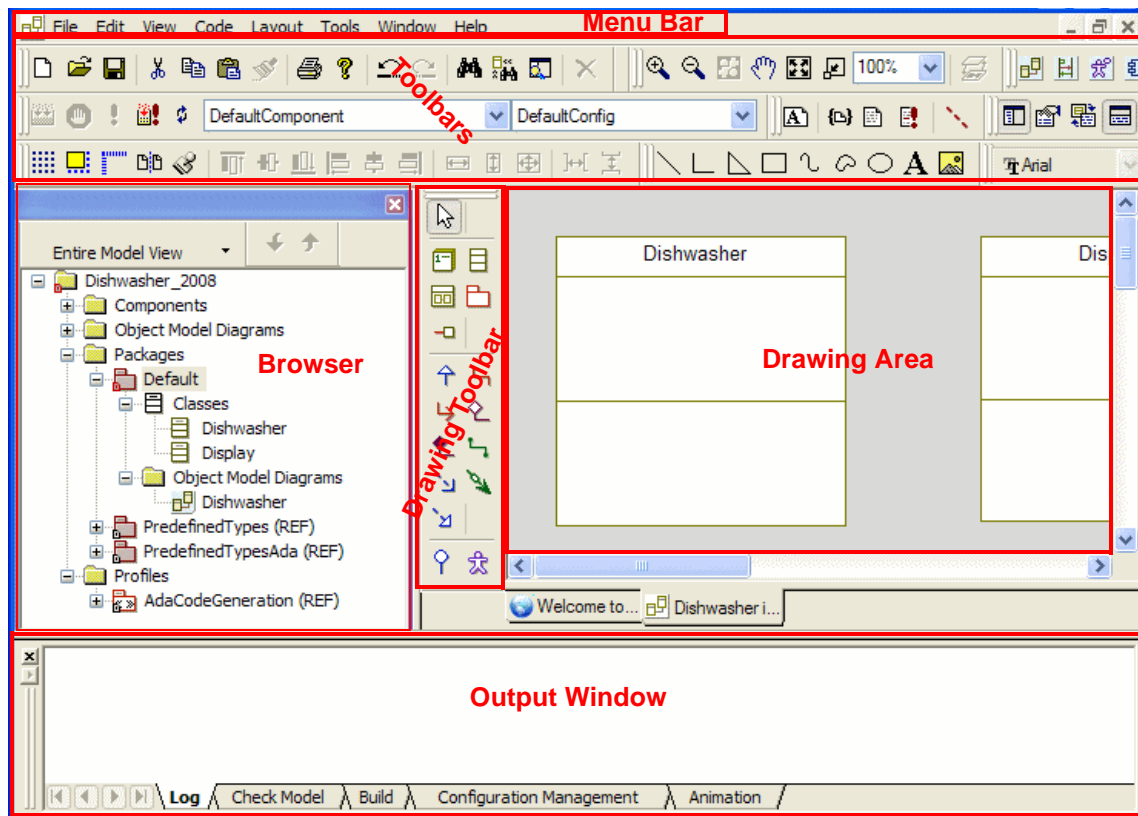 File Edit View Code Layout Tools Window Help
Menu Bar
100%
Toolbars
DefaultComponent
DefaultConfig
Arial
Entire Model View
Dishwasher_2008
Components
Object Model Diagrams
Packages
Default
Classes
Dishwasher
Display
Object Model Diagrams
Dishwasher
PredefinedTypes (REF)
PredefinedTypesAda (REF)
Profiles
AdaCodeGeneration (REF)
Browser
Drawing Toolbar
Dishwasher
Dis
Drawing Area
Welcome to... Dishwasher i...
Output Window
Log Check Model Build Configuration Management Animation